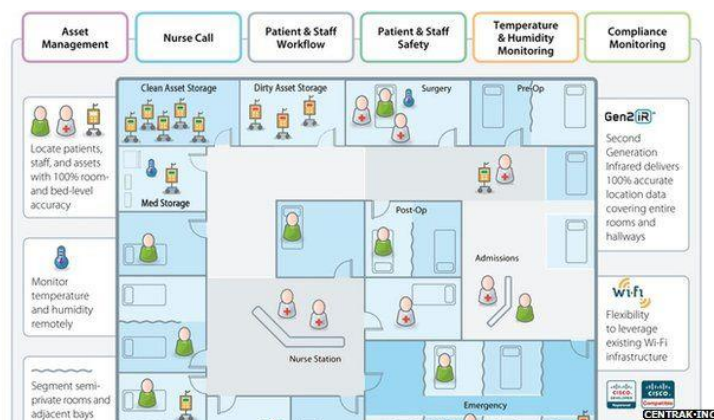 Asset
Management
Nurse Call
Patient & Staff
Workflow
Patient & Staff
Safety
Temperature
& Humidity
Monitoring
Compliance
Monitoring
Clean Asset Storage
Dirty Asset Storage
Surgery
Pre-Op
Locate patients,
staff, and assets
with 100% room-
and bed-level
accuracy
Med Storage
Gen2iR
Second
Generation
Infrared delivers
100% accurate
location data
covering entire
rooms and
hallways
Post-Op
Admissions
Monitor
temperature
and humidity
remotely
Nurse Station
Wi-Fi
Flexibility
to leverage
existing Wi-Fi
infrastructure
Segment semi-
private rooms and
adjacent bays
Emergency
CISCO
CISCO
Compatible
CENTRAK-INC